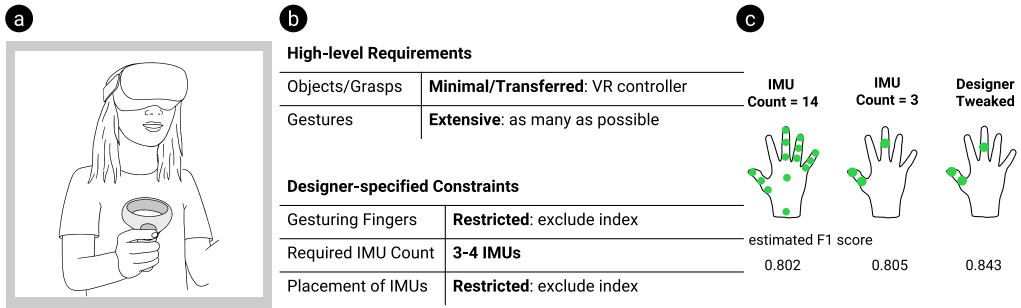 a
b
High-level Requirements
Objects/Grasps Minimal/Transferred: VR controller
Gestures Extensive: as many as possible
Designer-specified Constraints
Gesturing Fingers Restricted: exclude index
Required IMU Count 3-4 IMUs
Placement of IMUs Restricted: exclude index
c
IMU
Count = 14
IMU
Count = 3
Designer
Tweaked
estimated F1 score
0.802 0.805 0.843